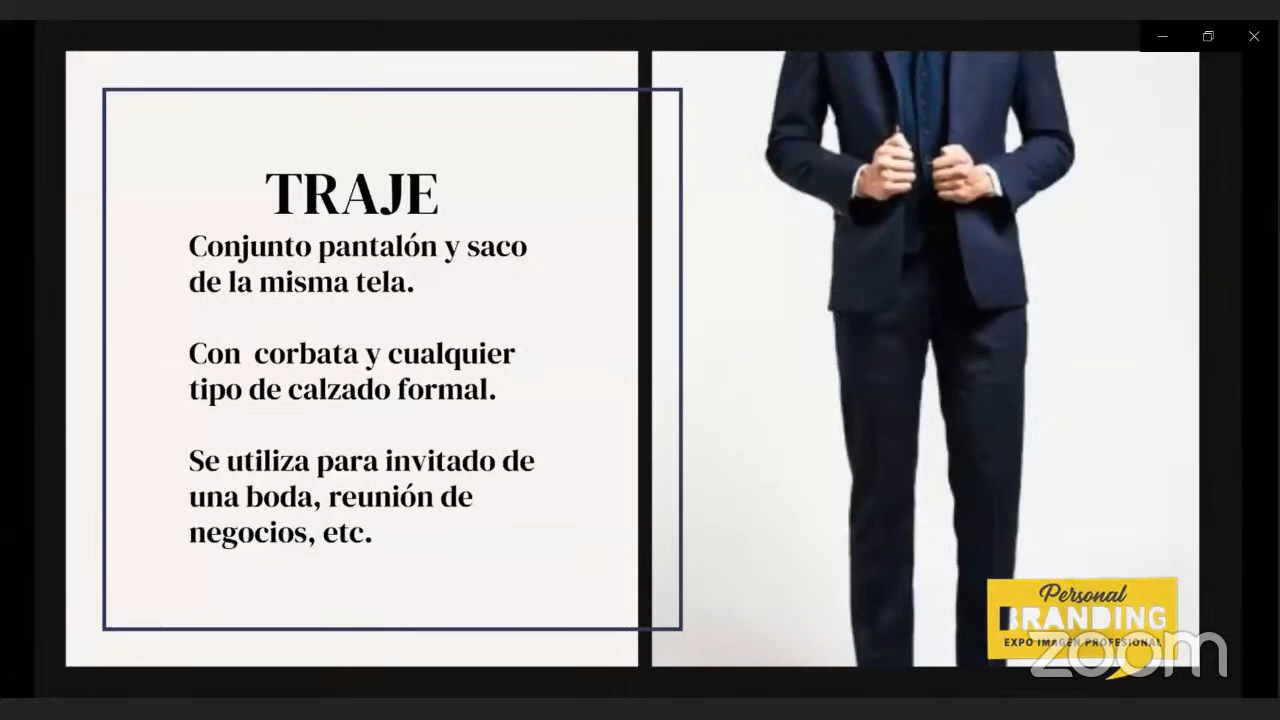 TRAJE
Conjunto pantalón y saco
de la misma tela.
Con corbata y cualquier
tipo de calzado formal.
Se utiliza para invitado de
una boda, reunión de
negocios, etc.
Personal
BRANDING
EXPO IMAGEN PROFESIONAL
zoom